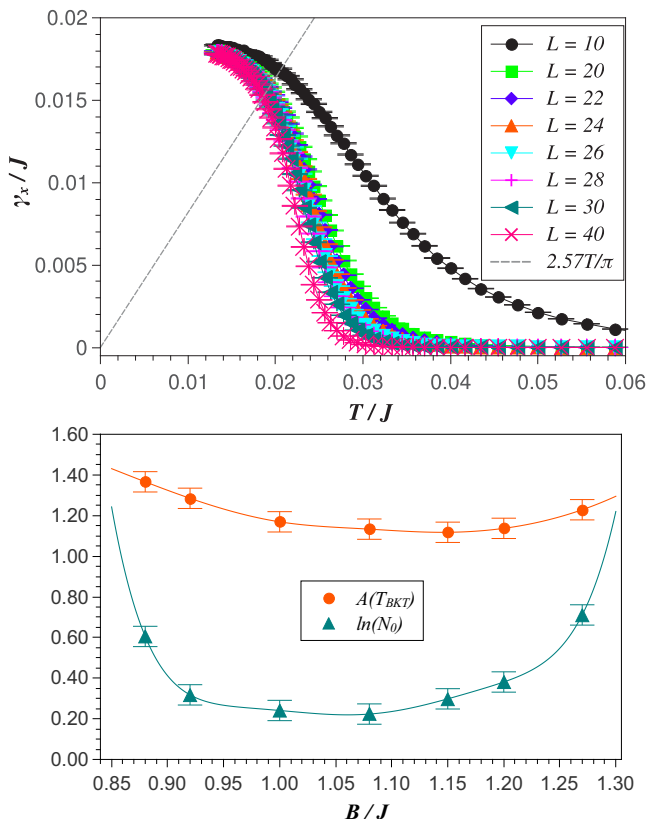 0.02
0.015
0.01
0.005
0
γx / J
0 0.01 0.02 0.03 0.04 0.05 0.06
T / J
L = 10
L = 20
L = 22
L = 24
L = 26
L = 28
L = 30
L = 40
2.57T/π
1.60
1.40
1.20
1.00
0.80
0.60
0.40
0.20
0.00
A(TBKT)
ln(N0)
0.85 0.90 0.95 1.00 1.05 1.10 1.15 1.20 1.25 1.30
B / J